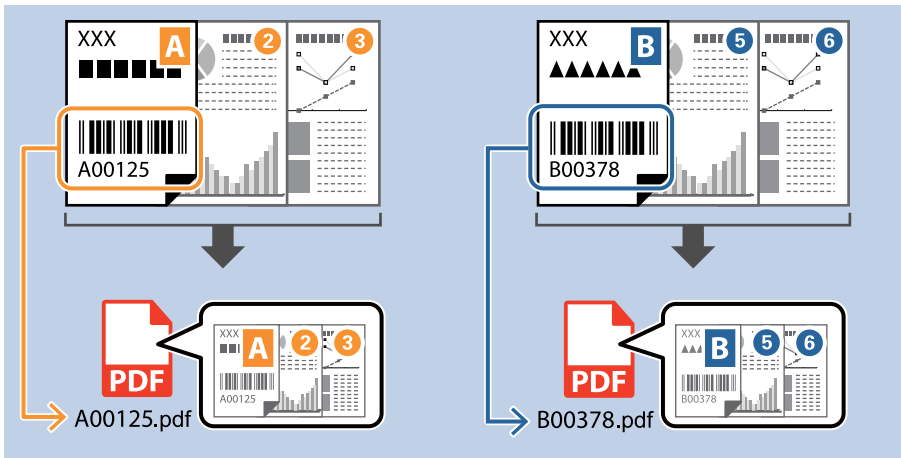 XXX
A
2
3
A00125
XXX
B
5
6
B00378
PDF
XXX
A
2
3
A00125
A00125.pdf
PDF
XXX
B
5
6
B00378
B00378.pdf